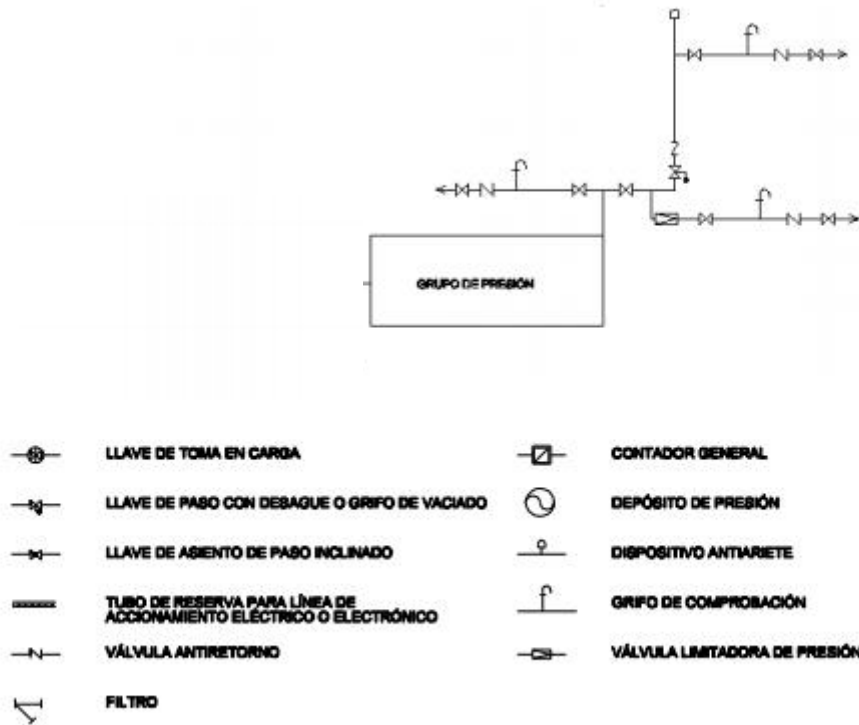 GRUPO DE PRESIÓN
LLAVE DE TOMA EN CARGA
LLAVE DE PASO CON DESAGUE O GRIFO DE VACIADO
LLAVE DE ASIENTO DE PASO INCLINADO
TUBO DE RESERVA PARA LÍNEA DE
ACCIONAMIENTO ELÉCTRICO O ELECTRÓNICO
VÁLVULA ANTIRETORNO
FILTRO
CONTADOR GENERAL
DEPÓSITO DE PRESIÓN
DISPOSITIVO ANTIARIETE
GRIFO DE COMPROBACIÓN
VÁLVULA LIMITADORA DE PRESIÓN